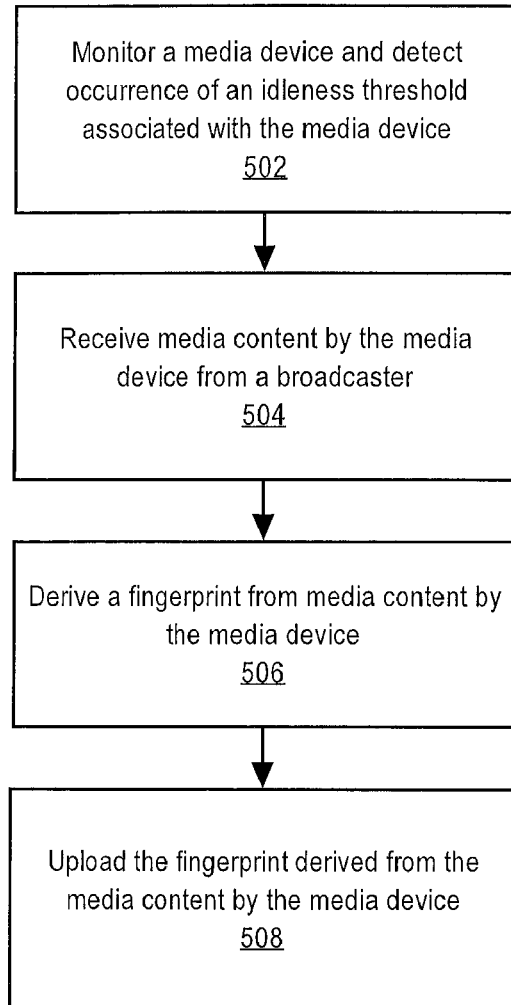 Monitor a media device and detect
occurrence of an idleness threshold
associated with the media device
502
Receive media content by the media
device from a broadcaster
504
Derive a fingerprint from media content by
the media device
506
Upload the fingerprint derived from the
media content by the media device
508